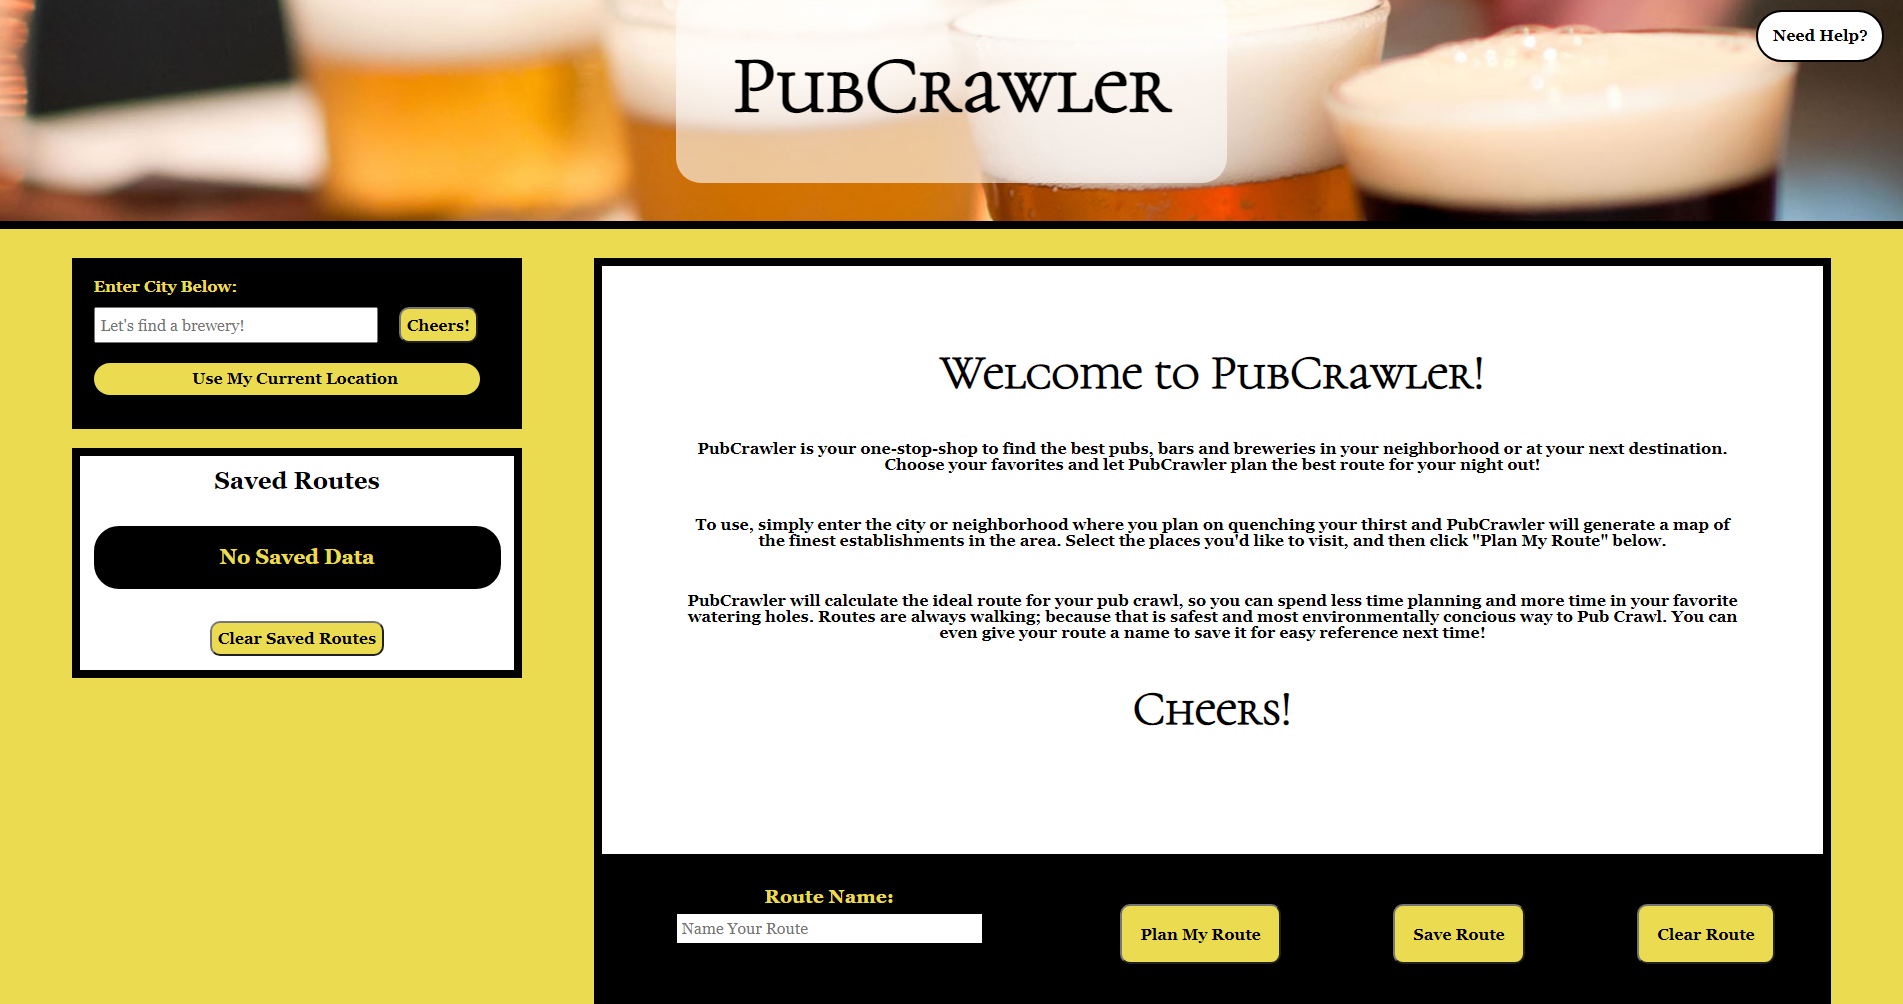 PubCrawler
Need Help?
Enter City Below:
Let's find a brewery!
Cheers!
Use My Current Location
Saved Routes
No Saved Data
Clear Saved Routes
Welcome to PubCrawler!
PubCrawler is your one-stop-shop to find the best pubs, bars and breweries in your neighborhood or at your next destination.
Choose your favorites and let PubCrawler plan the best route for your night out!
To use, simply enter the city or neighborhood where you plan on quenching your thirst and PubCrawler will generate a map of
the finest establishments in the area. Select the places you'd like to visit, and then click "Plan My Route" below.
PubCrawler will calculate the ideal route for your pub crawl, so you can spend less time planning and more time in your favorite
watering holes. Routes are always walking; because that is safest and most environmentally concious way to Pub Crawl. You can
even give your route a name to save it for easy reference next time!
Cheers!
Route Name:
Name Your Route
Plan My Route
Save Route
Clear Route